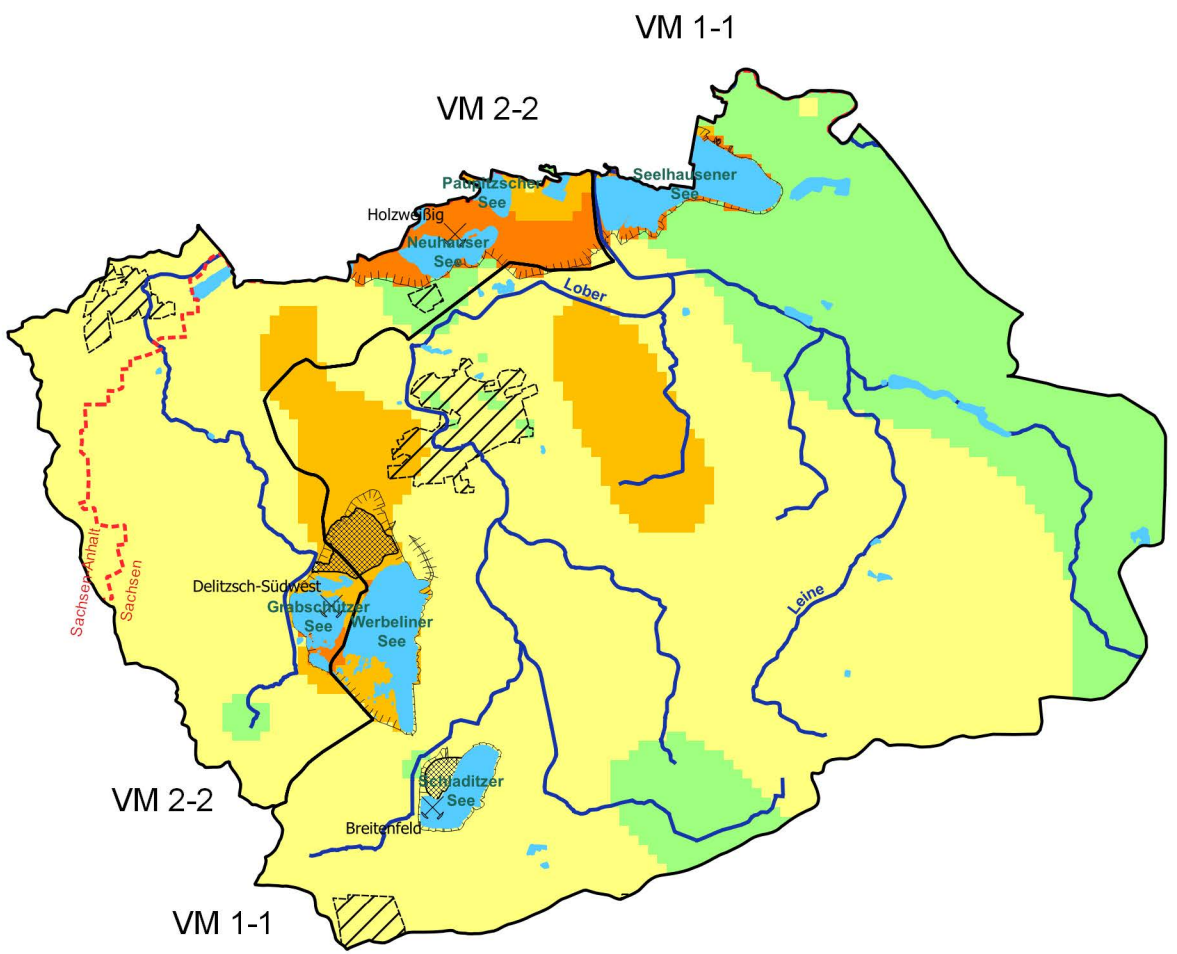 VM 1-1
VM 2-2
Paupitzscher
See
Seelhausener
See
Holzweißig
Neuhauser
See
Lober
Sachsen-Anhalt
Sachsen
Delitzsch-Südwest
Grabschützer
See
Werbeliner
See
Leine
VM 2-2
Schladitzer
See
Breitenfeld
VM 1-1